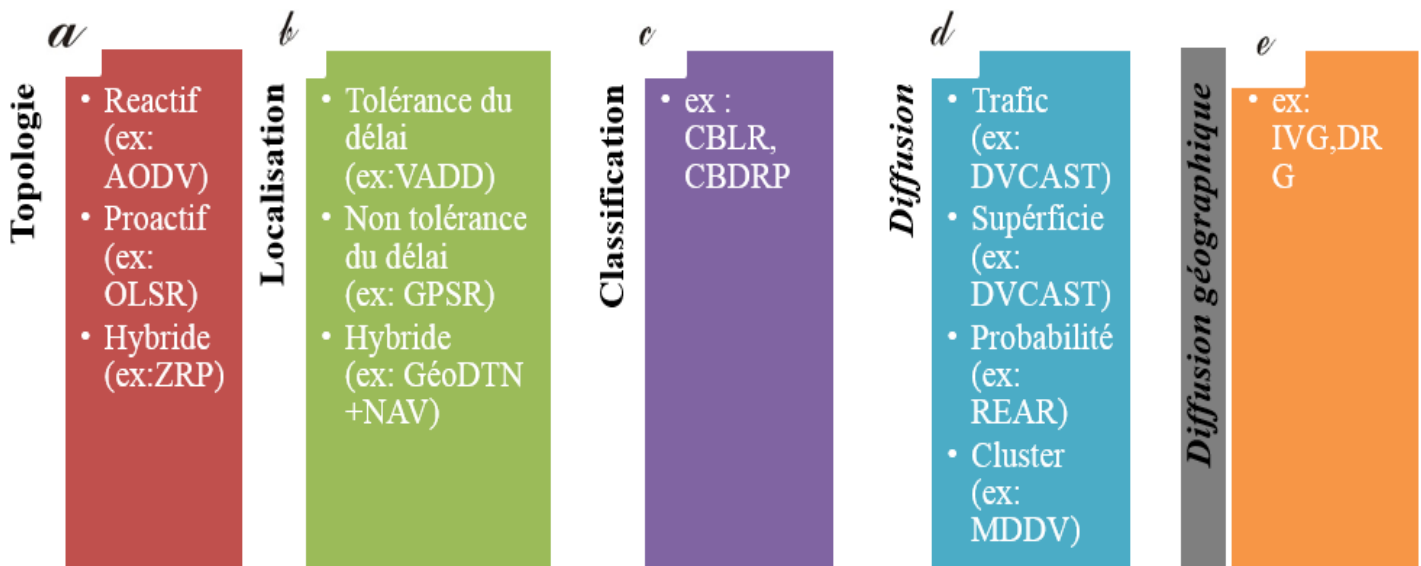 a
Topologie
• Reactif
(ex:
AODV)
• Proactif
(ex:
OLSR)
• Hybride
(ex:ZRP)
b
Localisation
• Tolérance du
délai
(ex:VADD)
• Non tolérance
du délai
(ex: GPSR)
• Hybride
(ex: GéoDTN
+NAV)
c
Classification
• ex :
CBLR,
CBDRP
d
Diffusion
• Trafic
(ex:
DVCAST)
• Supérficie
(ex:
DVCAST)
• Probabilité
(ex:
REAR)
• Cluster
(ex:
MDDV)
e
Diffusion géographique
• ex:
IVG,DR
G